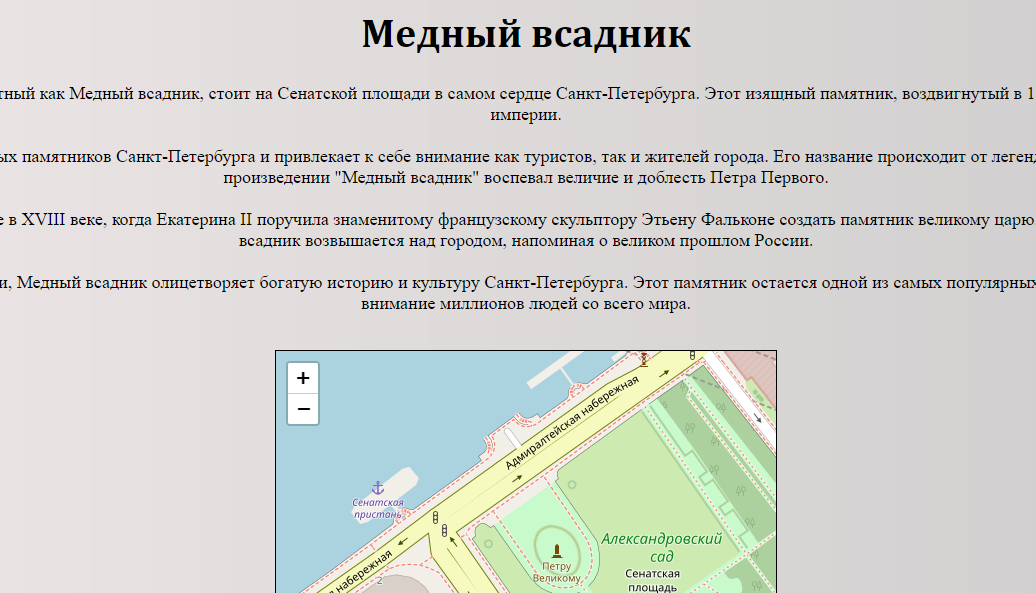 Медный всадник
как Медный всадник, стоит на Сенатской площади в самом сердце Санкт-Петербурга. Этот изящный памятник, воздвигнутый в 1
империи.
памятников Санкт-Петербурга и привлекает к себе внимание как туристов, так и жителей города. Его название происходит от
произведении "Медный всадник" воспевал величие и доблесть Петра Первого.
в XVIII веке, когда Екатерина II поручила знаменитому французскому скульптору Этьену Фальконе создать памятник великому царю
всадник возвышается над городом, напоминая о великом прошлом России.
Медный всадник олицетворяет богатую историю и культуру Санкт-Петербурга. Этот памятник остается одной из самых популярных
внимание миллионов людей со всего мира.
+
−
Адмиралтейская набережная
Сенатская
пристань
Александровский
сад
Петру
Великому
Сенатская
площадь
набережная
2